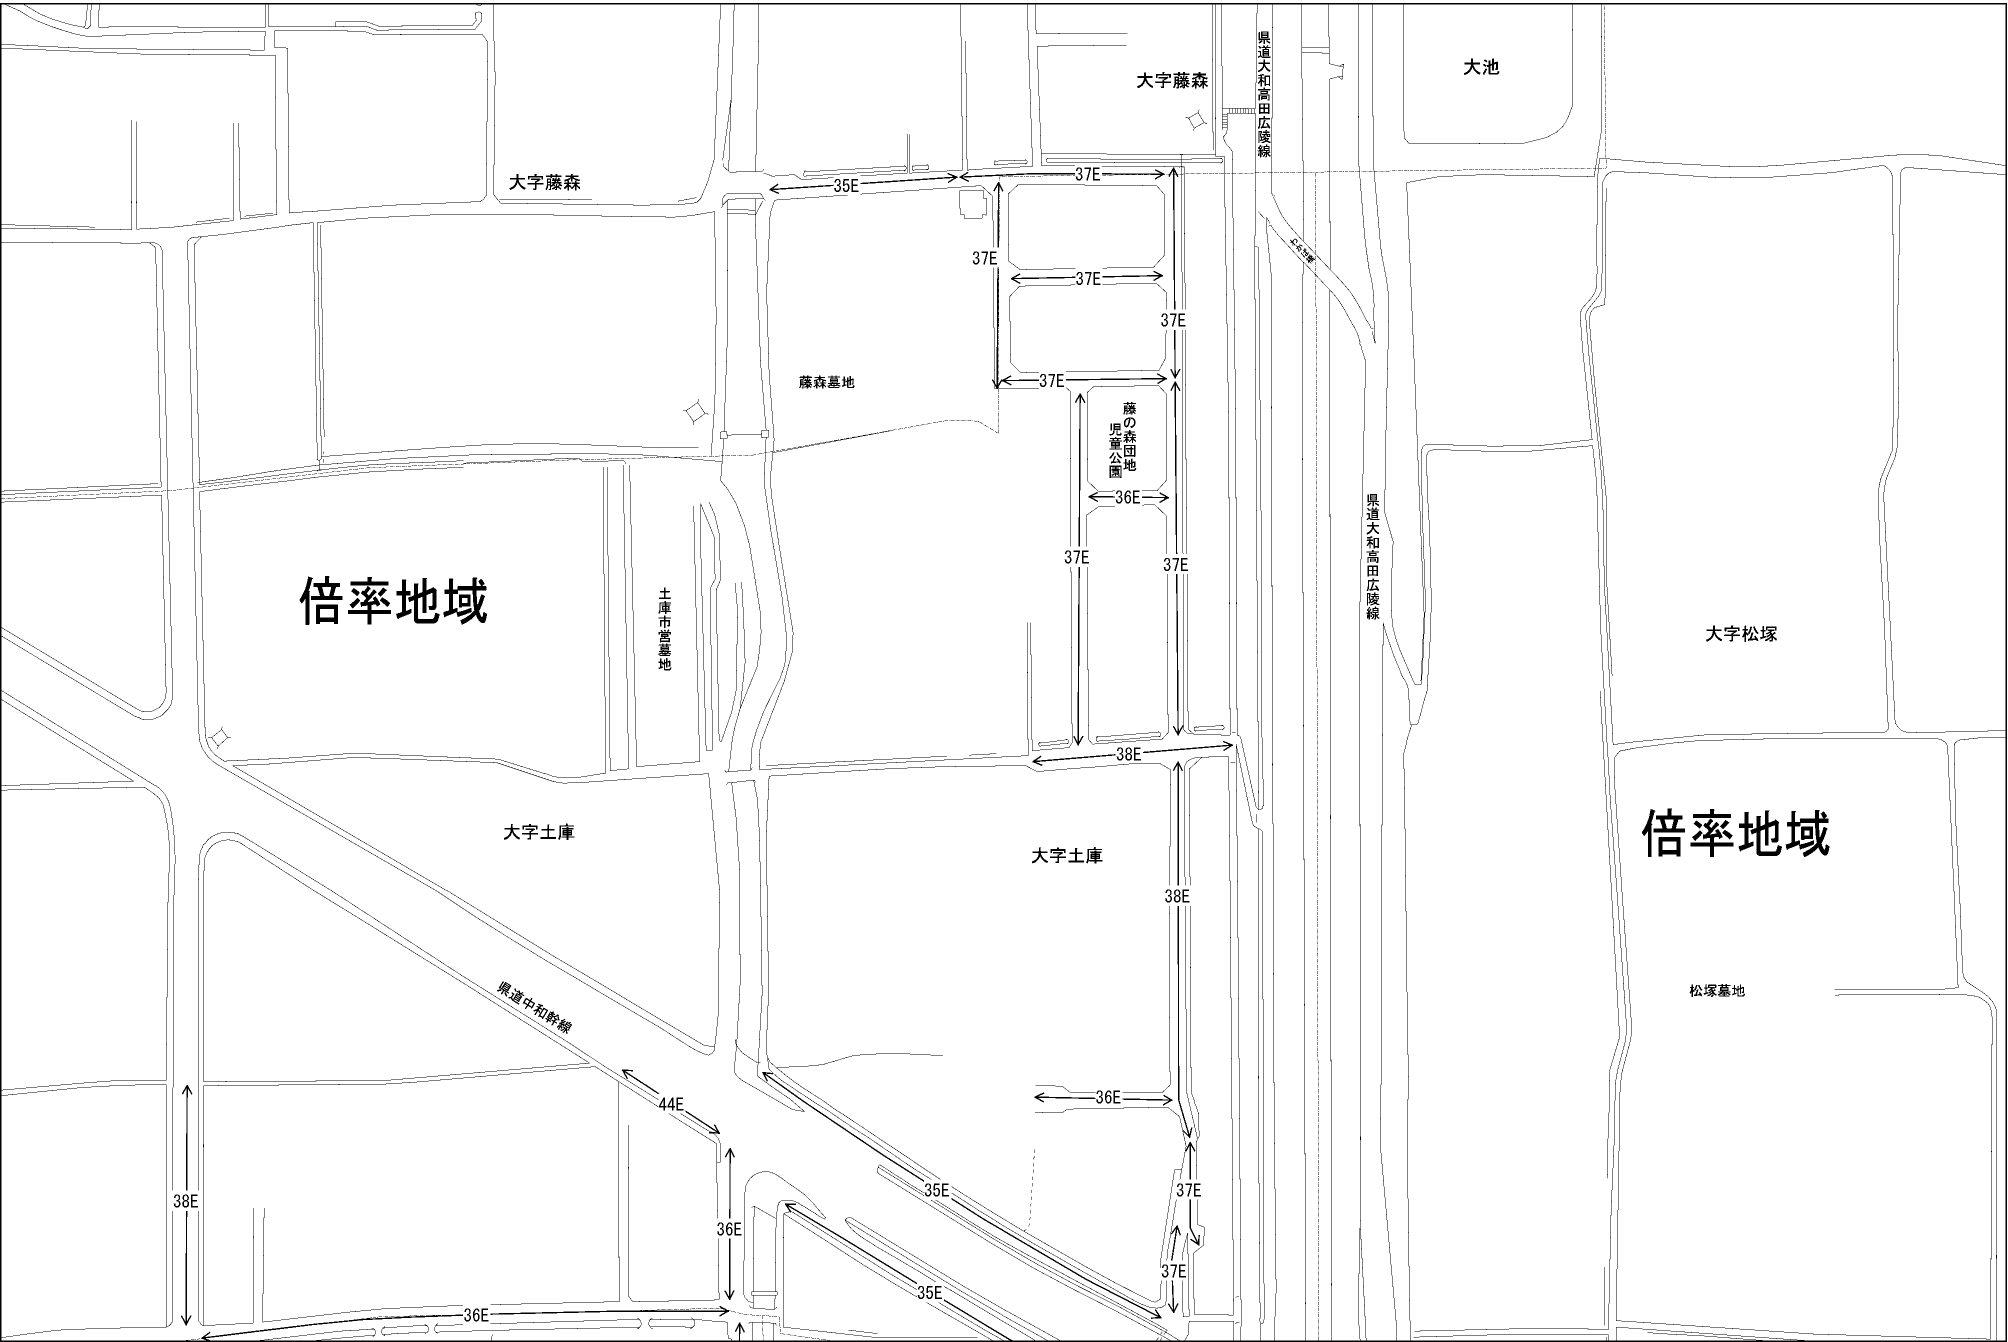 県道大和高田広陵線
大池
大字藤森
大字藤森
35E
37E
37E
37E
37E
37E
藤森墓地
37E
藤の森団地
児童公園
36E
県道大和高田広陵線
37E
37E
倍率地域
土庫市営墓地
大字松塚
38E
大字土庫
大字土庫
倍率地域
38E
松塚墓地
県道中和幹線
44E
36E
38E
36E
35E
37E
37E
35E
36E